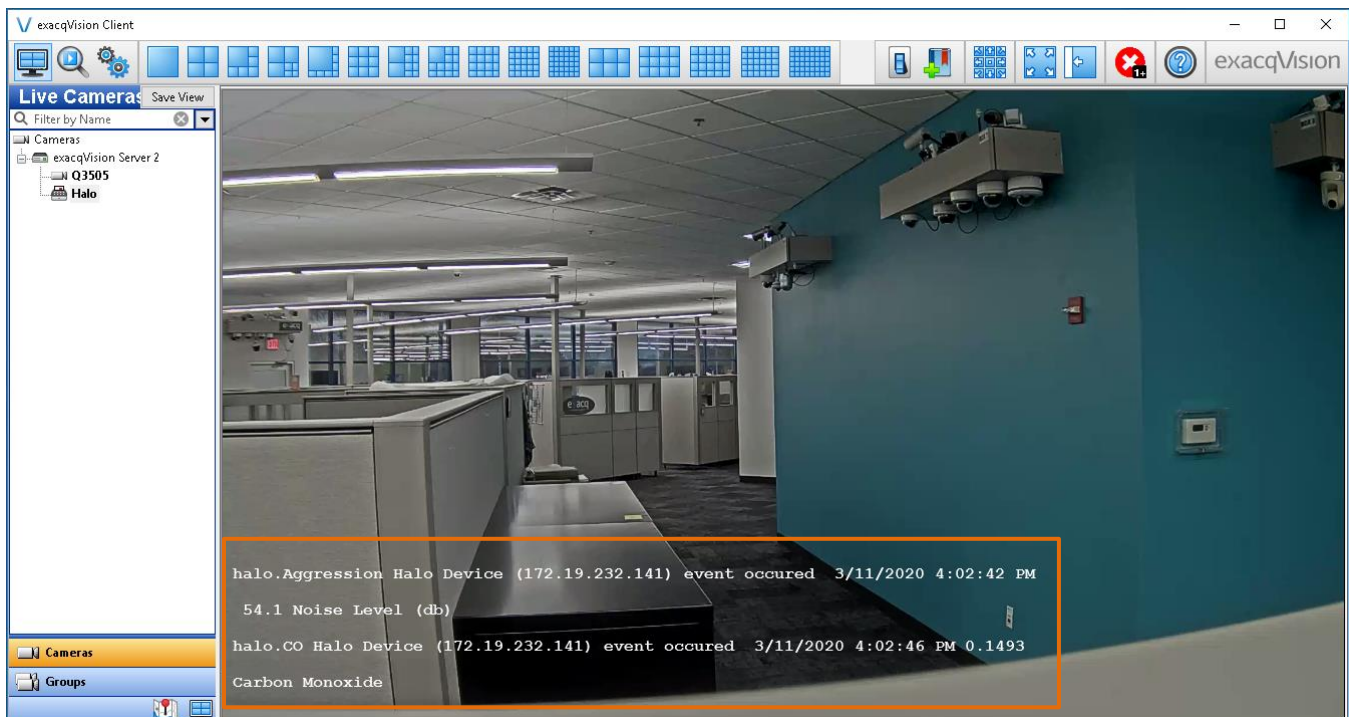 exacqVision Client
exacqVision
1+
Live Cameras
Save View
Filter by Name
Cameras
exacqVision Server 2
Q3505
Halo
exacq
halo.Aggression Halo Device (172.19.232.141) event occured 3/11/2020 4:02:42 PM
54.1 Noise Level (db)
halo.CO Halo Device (172.19.232.141) event occured 3/11/2020 4:02:46 PM 0.1493
Carbon Monoxide
Cameras
Groups